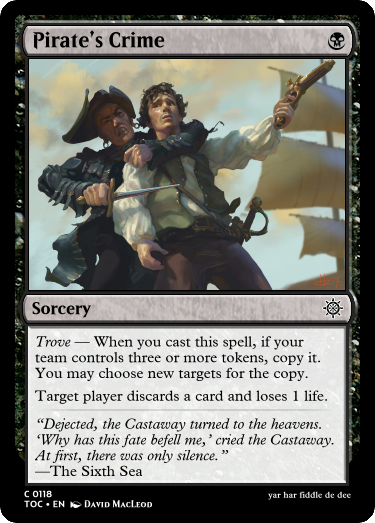 Pirate's Crime
Sorcery
Trove — When you cast this spell, if your
team controls three or more tokens, copy it.
You may choose new targets for the copy.
Target player discards a card and loses 1 life.
“Dejected, the Castaway turned to the heavens.
‘Why has this fate befell me,’ cried the Castaway.
At first, there was only silence.”
—The Sixth Sea
C 0118
TOC • EN David MacLeod
yar har fiddle de dee